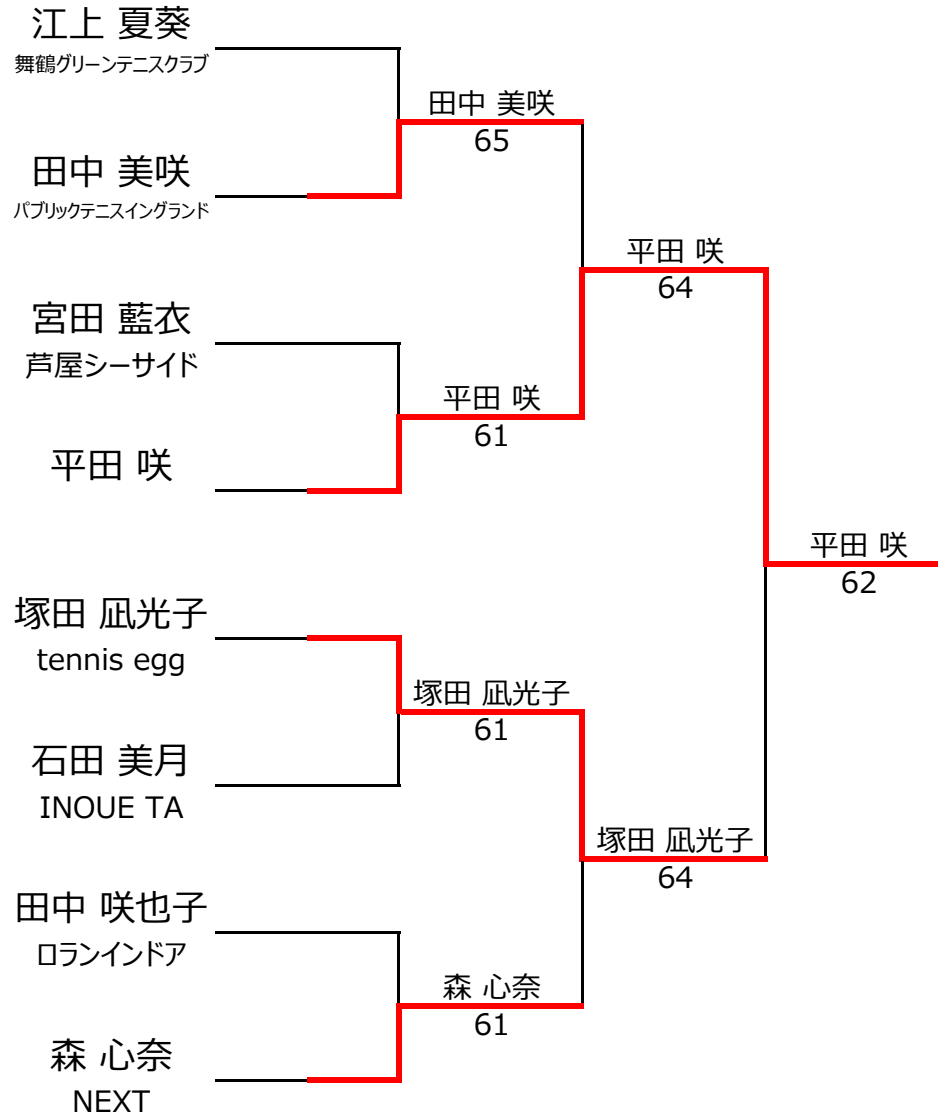 江上 夏葵
舞鶴グリーンテニスクラブ
田中 美咲
65
田中 美咲
パブリックテニスイングランド
平田 咲
64
宮田 藍衣
芦屋シーサイド
平田 咲
61
平田 咲
平田 咲
62
塚田 凪光子
tennis egg
塚田 凪光子
61
石田 美月
INOUE TA
塚田 凪光子
64
田中 咲也子
ロランインドア
森 心奈
61
森 心奈
NEXT